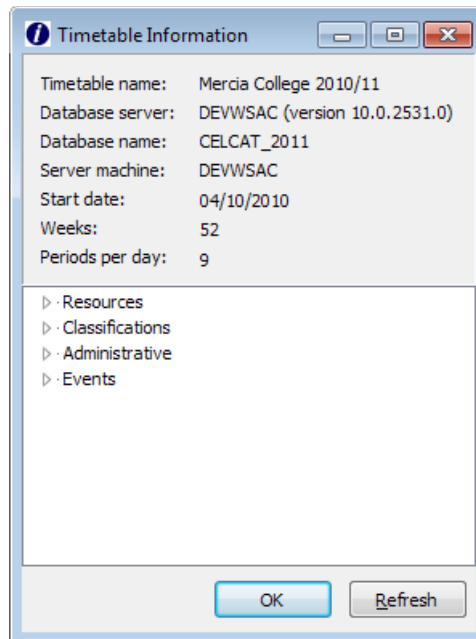 Timetable Information
Timetable name: Mercia College 2010/11
Database server: DEVWSAC (version 10.0.2531.0)
Database name: CELCAT_2011
Server machine: DEVWSAC
Start date: 04/10/2010
Weeks: 52
Periods per day: 9
Resources
Classifications
Administrative
Events
OK Refresh